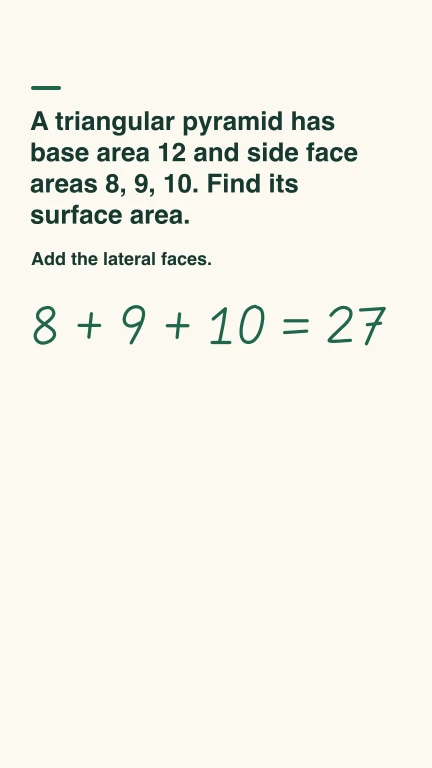 A triangular pyramid has
base area 12 and side face
areas 8, 9, 10. Find its
surface area.
Add the lateral faces.
8 + 9 + 10 = 27